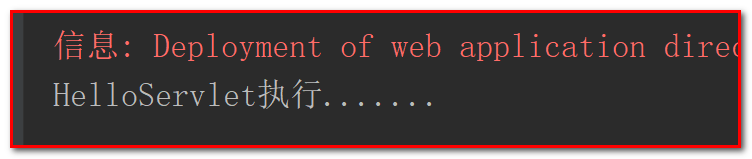 信息: Deployment of web application direc
HelloServlet执行.......